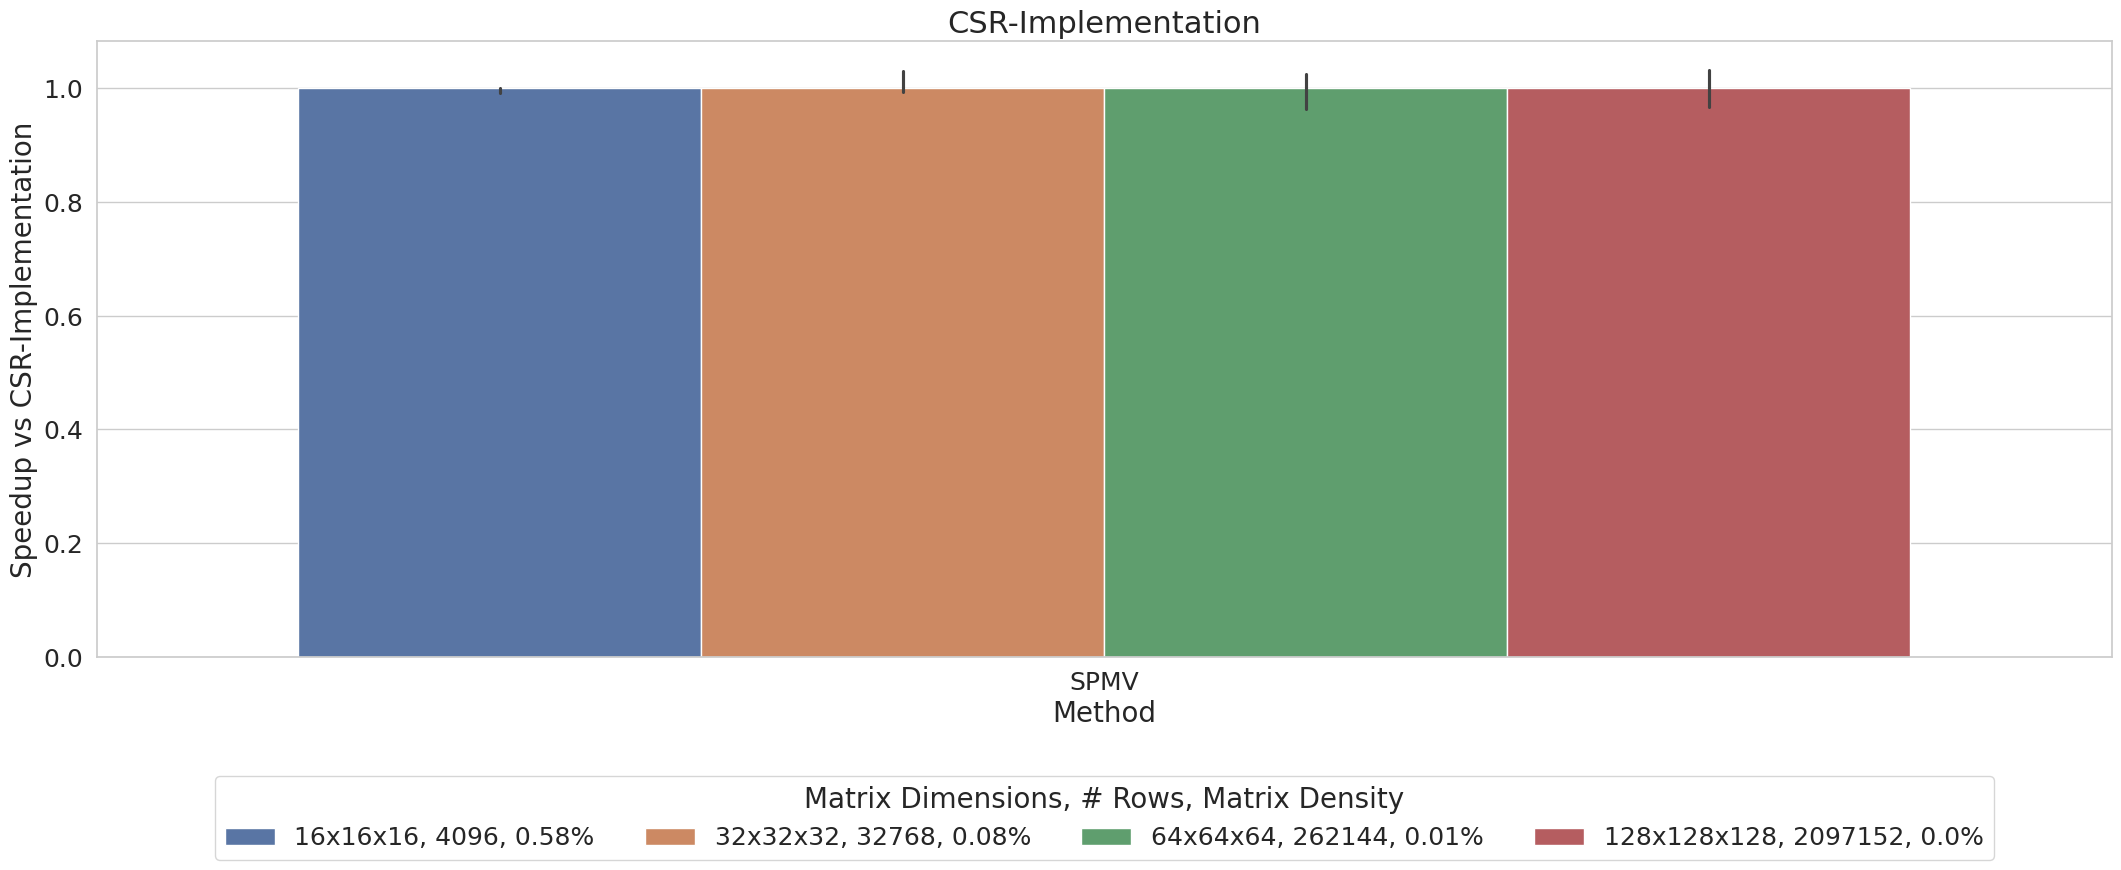 CSR-Implementation
Speedup vs CSR-Implementation
1.0
0.8
0.6
0.4
0.2
0.0
SPMV
Method
Matrix Dimensions, # Rows, Matrix Density
16x16x16, 4096, 0.58% 32x32x32, 32768, 0.08% 64x64x64, 262144, 0.01% 128x128x128, 2097152, 0.0%